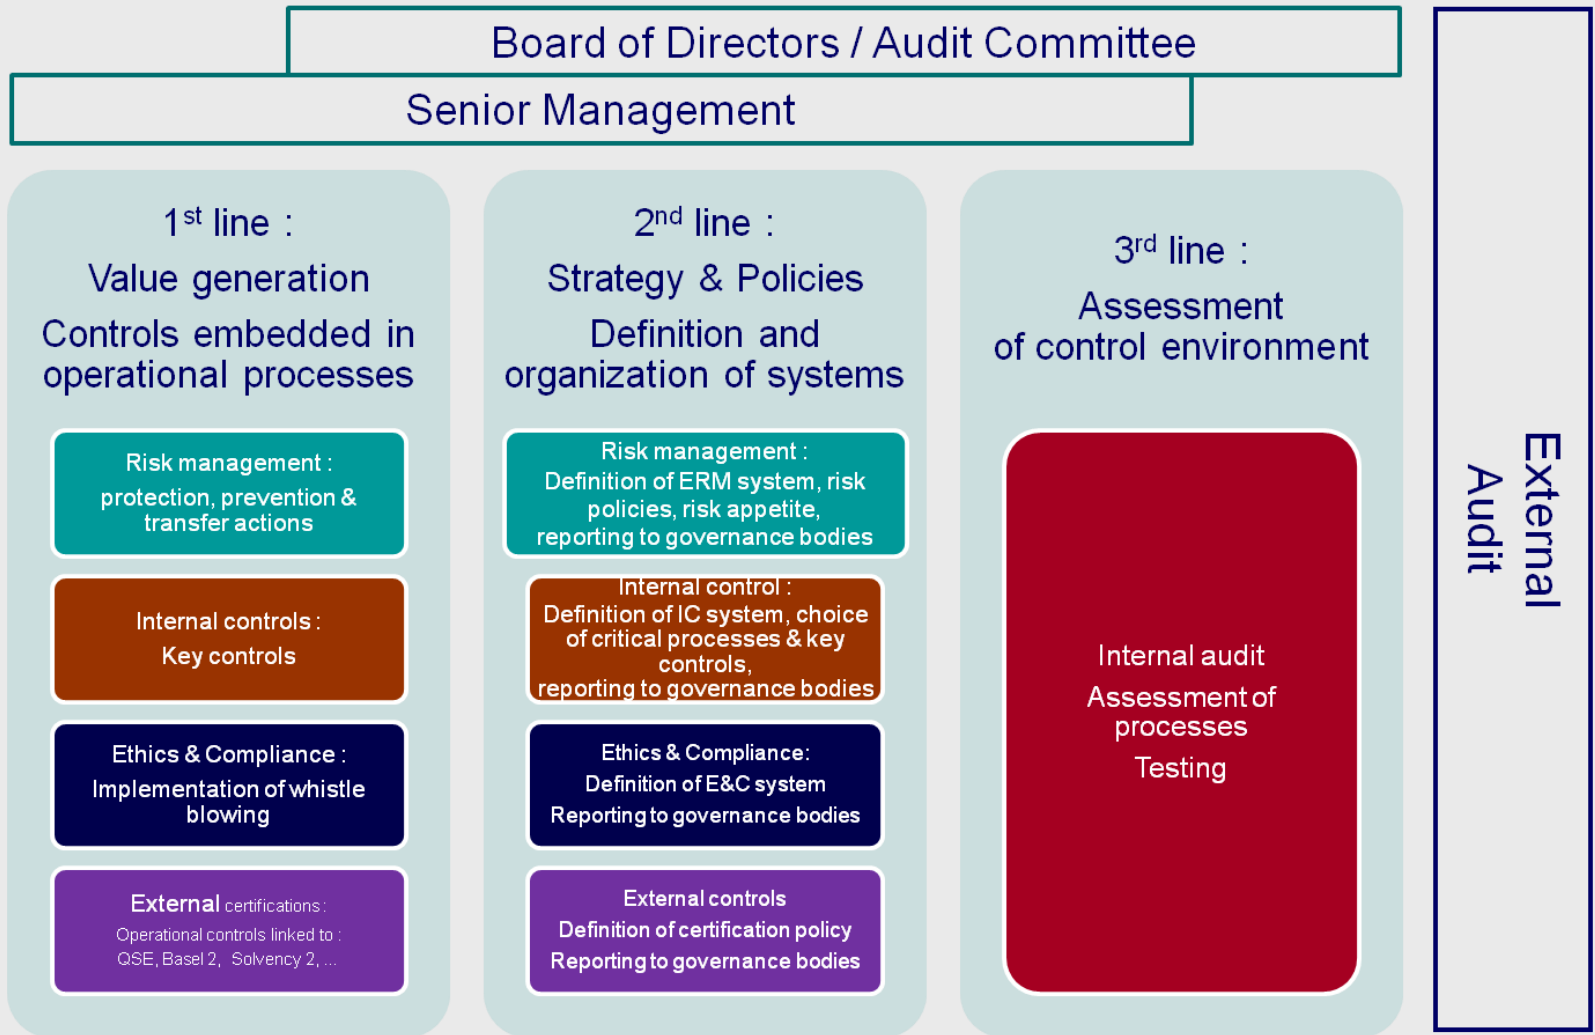 Board of Directors / Audit Committee
Senior Management
1st line :
Value generation
Controls embedded in
operational processes
Risk management :
protection, prevention &
transfer actions
Internal controls :
Key controls
Ethics & Compliance :
Implementation of whistle
blowing
External certifications :
Operational controls linked to :
QSE, Basel 2, Solvency 2, ...
2nd line :
Strategy & Policies
Definition and
organization of systems
Risk management :
Definition of ERM system, risk
policies, risk appetite,
reporting to governance bodies
Internal control :
Definition of IC system, choice
of critical processes & key
controls,
reporting to governance bodies
Ethics & Compliance:
Definition of E&C system
Reporting to governance bodies
External controls
Definition of certification policy
Reporting to governance bodies
3rd line :
Assessment
of control environment
Internal audit
Assessment of
processes
Testing
External
Audit